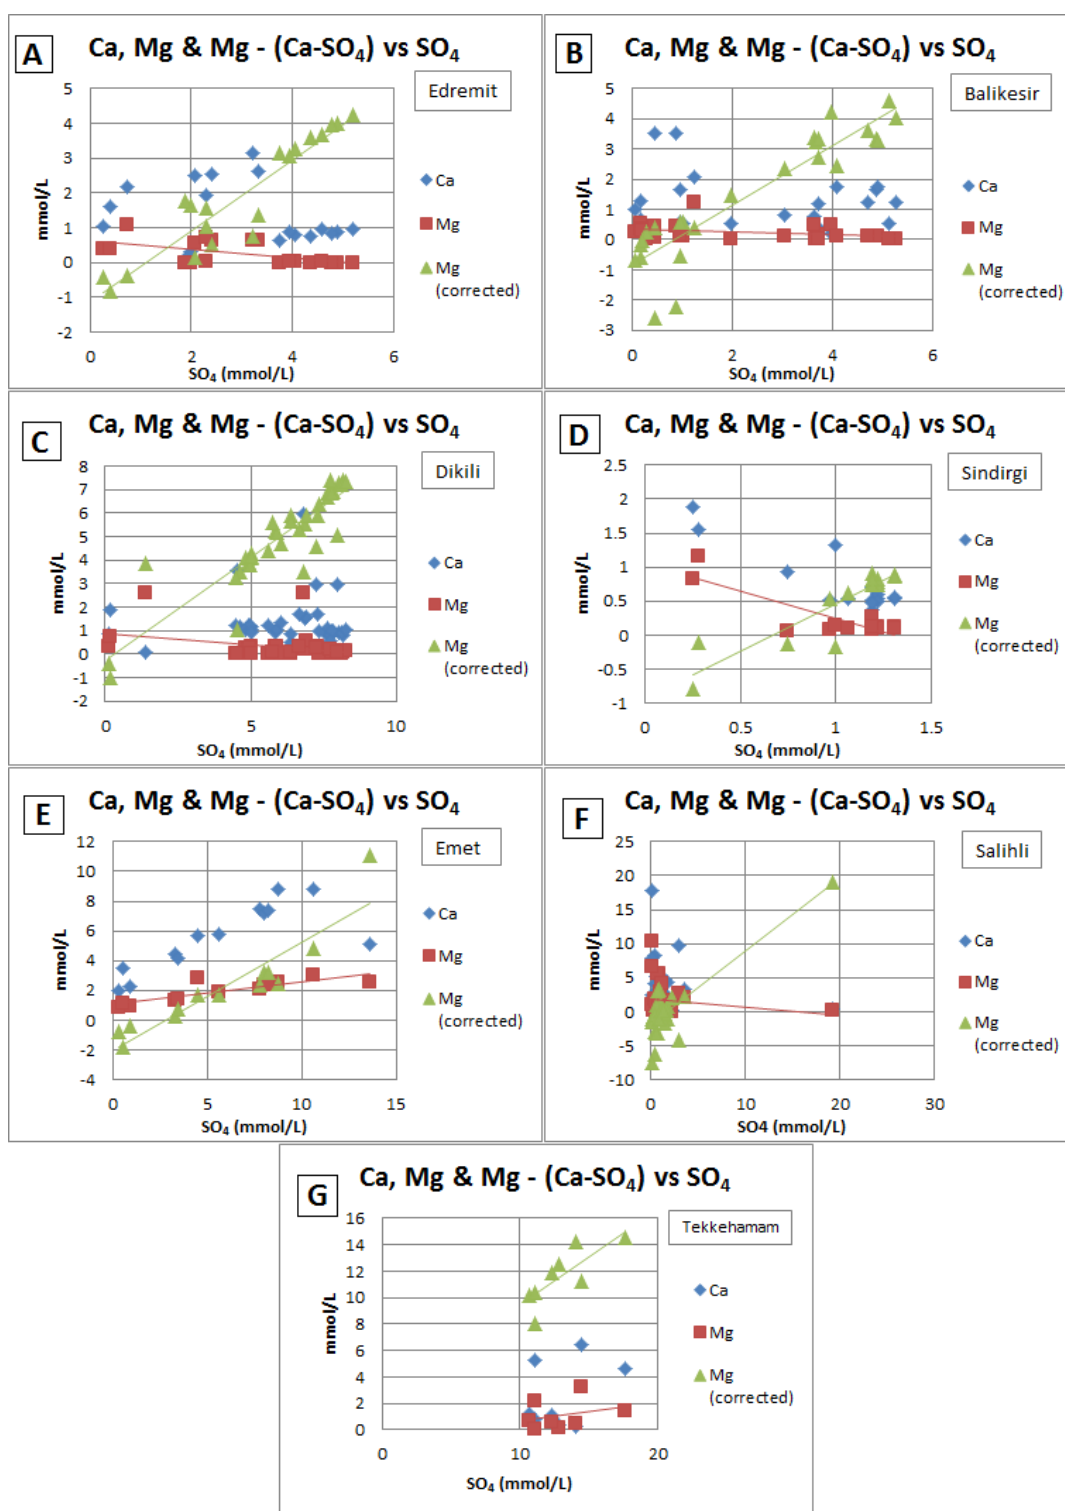 A
Ca, Mg & Mg - (Ca-SO₄) vs SO₄
Edremit
5
4
3
2
1
0
-1
-2
mmol/L
0 2 4 6
SO₄ (mmol/L)
Ca
Mg
Mg
(corrected)
B
Ca, Mg & Mg - (Ca-SO₄) vs SO₄
Balikesir
5
4
3
2
1
0
-1
-2
-3
mmol/L
0 2 4 6
SO₄ (mmol/L)
Ca
Mg
Mg
(corrected)
C
Ca, Mg & Mg - (Ca-SO₄) vs SO₄
Dikili
8
7
6
5
4
3
2
1
0
-1
-2
mmol/L
0 5 10
SO₄ (mmol/L)
Ca
Mg
Mg
(corrected)
D
Ca, Mg & Mg - (Ca-SO₄) vs SO₄
Sindirgi
2.5
2
1.5
1
0.5
0
-0.5
-1
mmol/L
0 0.5 1 1.5
SO₄ (mmol/L)
Ca
Mg
Mg
(corrected)
E
Ca, Mg & Mg - (Ca-SO₄) vs SO₄
Emet
12
10
8
6
4
2
0
-2
-4
mmol/L
0 5 10 15
SO₄ (mmol/L)
Ca
Mg
Mg
(corrected)
F
Ca, Mg & Mg - (Ca-SO₄) vs SO₄
Salihli
25
20
15
10
5
0
-5
-10
mmol/L
0 10 20 30
SO4 (mmol/L)
Ca
Mg
Mg
(corrected)
G
Ca, Mg & Mg - (Ca-SO₄) vs SO₄
Tekkehamam
16
14
12
10
8
6
4
2
0
mmol/L
0 10 20
SO₄ (mmol/L)
Ca
Mg
Mg
(corrected)